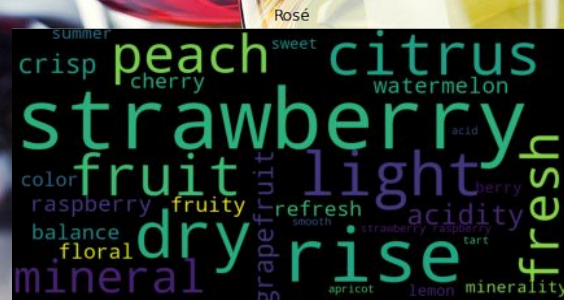 Rosé
summer
peach
sweet
citrus
crisp
cherry
watermelon
strawberry
acid
fresh
color
fruit
light
berry
raspberry
fruity
grapefruit
refresh
acidity
smooth
strawberry raspberry
balance
dry
rise
tart
floral
mineral
apricot
lemon
minerality